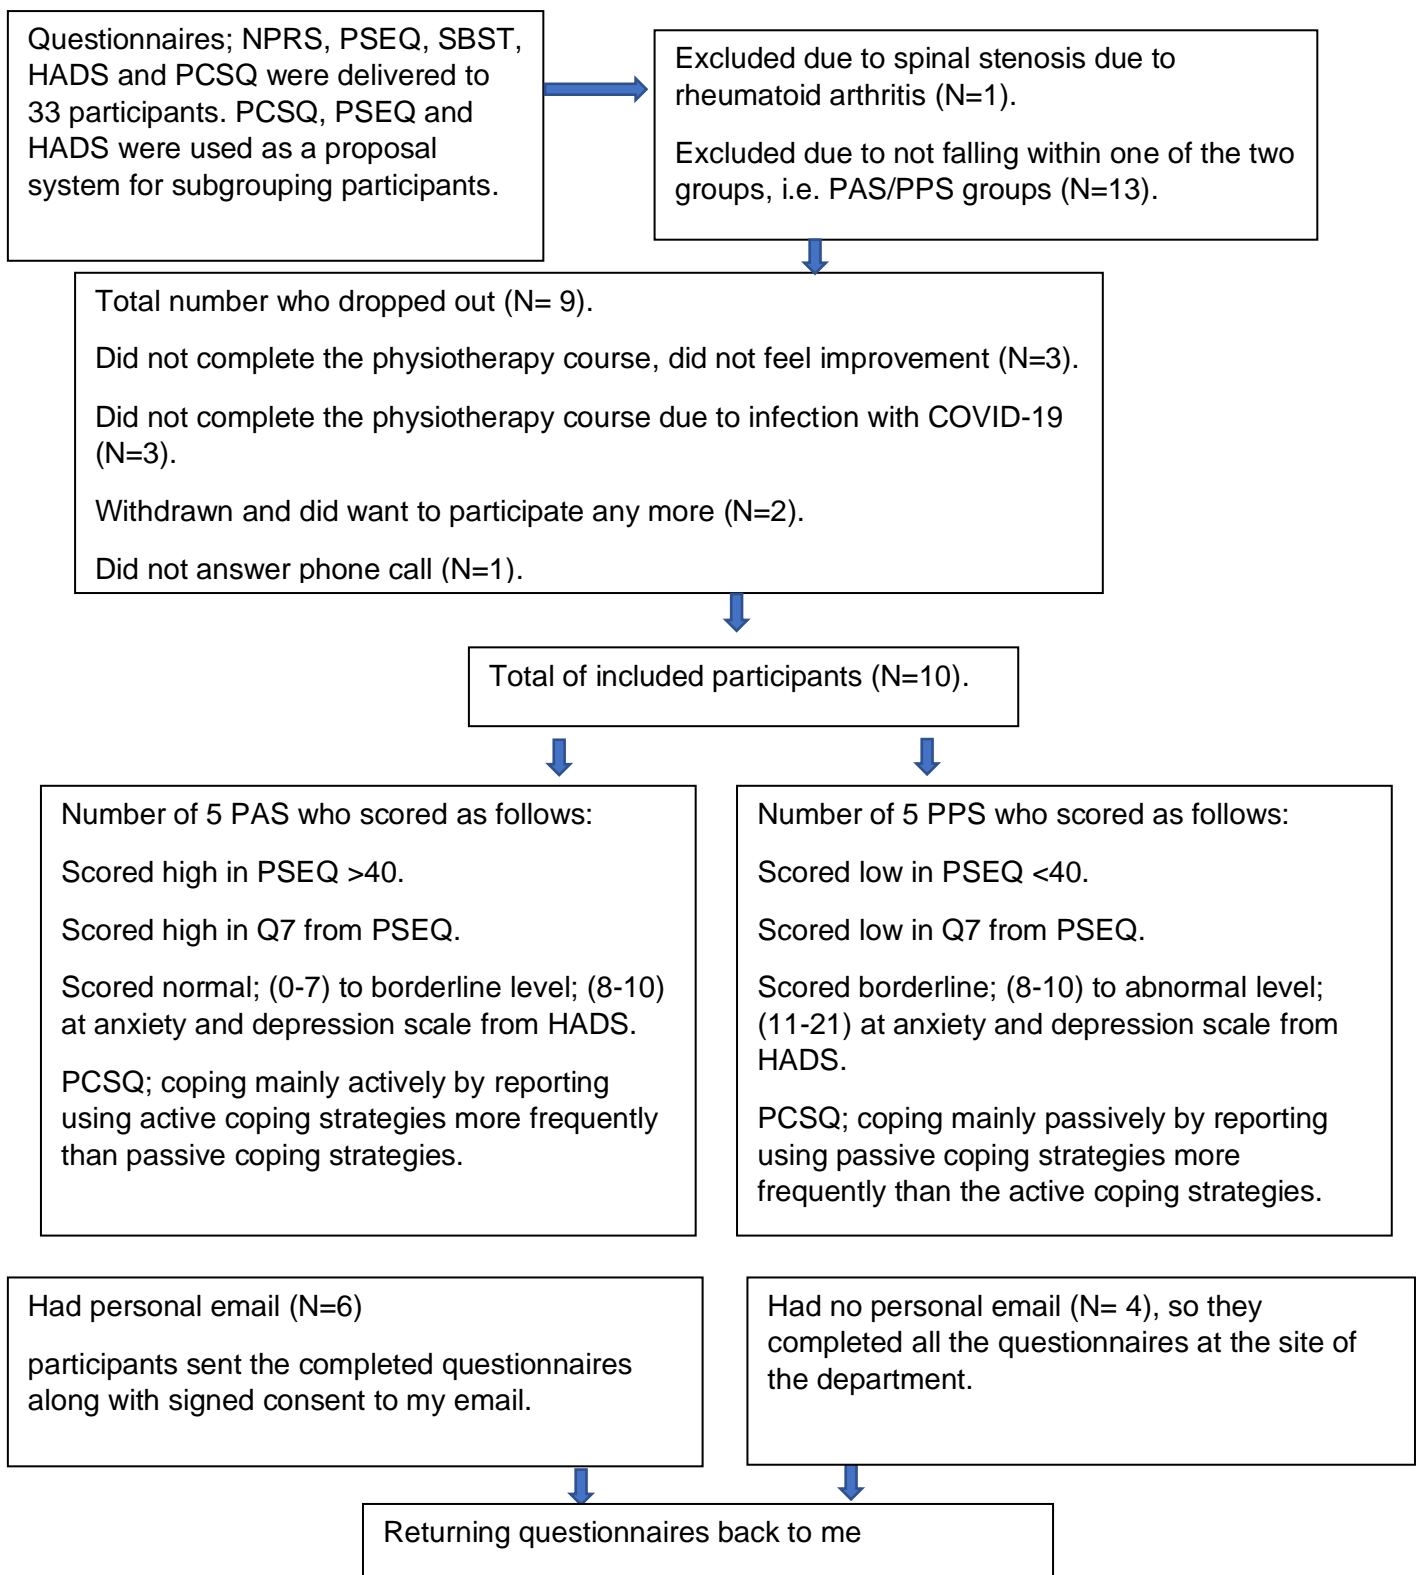 Questionnaires; NPRS, PSEQ, SBST,
HADS and PCSQ were delivered to
33 participants. PCSQ, PSEQ and
HADS were used as a proposal
system for subgrouping participants.
Excluded due to spinal stenosis due to
rheumatoid arthritis (N=1).
Excluded due to not falling within one of the two
groups, i.e. PAS/PPS groups (N=13).
Total number who dropped out (N= 9).
Did not complete the physiotherapy course, did not feel improvement (N=3).
Did not complete the physiotherapy course due to infection with COVID-19
(N=3).
Withdrawn and did want to participate any more (N=2).
Did not answer phone call (N=1).
Total of included participants (N=10).
Number of 5 PAS who scored as follows:
Scored high in PSEQ >40.
Scored high in Q7 from PSEQ.
Scored normal; (0-7) to borderline level; (8-10)
at anxiety and depression scale from HADS.
PCSQ; coping mainly actively by reporting
using active coping strategies more frequently
than passive coping strategies.
Number of 5 PPS who scored as follows:
Scored low in PSEQ <40.
Scored low in Q7 from PSEQ.
Scored borderline; (8-10) to abnormal level;
(11-21) at anxiety and depression scale from
HADS.
PCSQ; coping mainly passively by reporting
using passive coping strategies more
frequently than the active coping strategies.
Had personal email (N=6)
participants sent the completed questionnaires
along with signed consent to my email.
Had no personal email (N= 4), so they
completed all the questionnaires at the site of
the department.
Returning questionnaires back to me